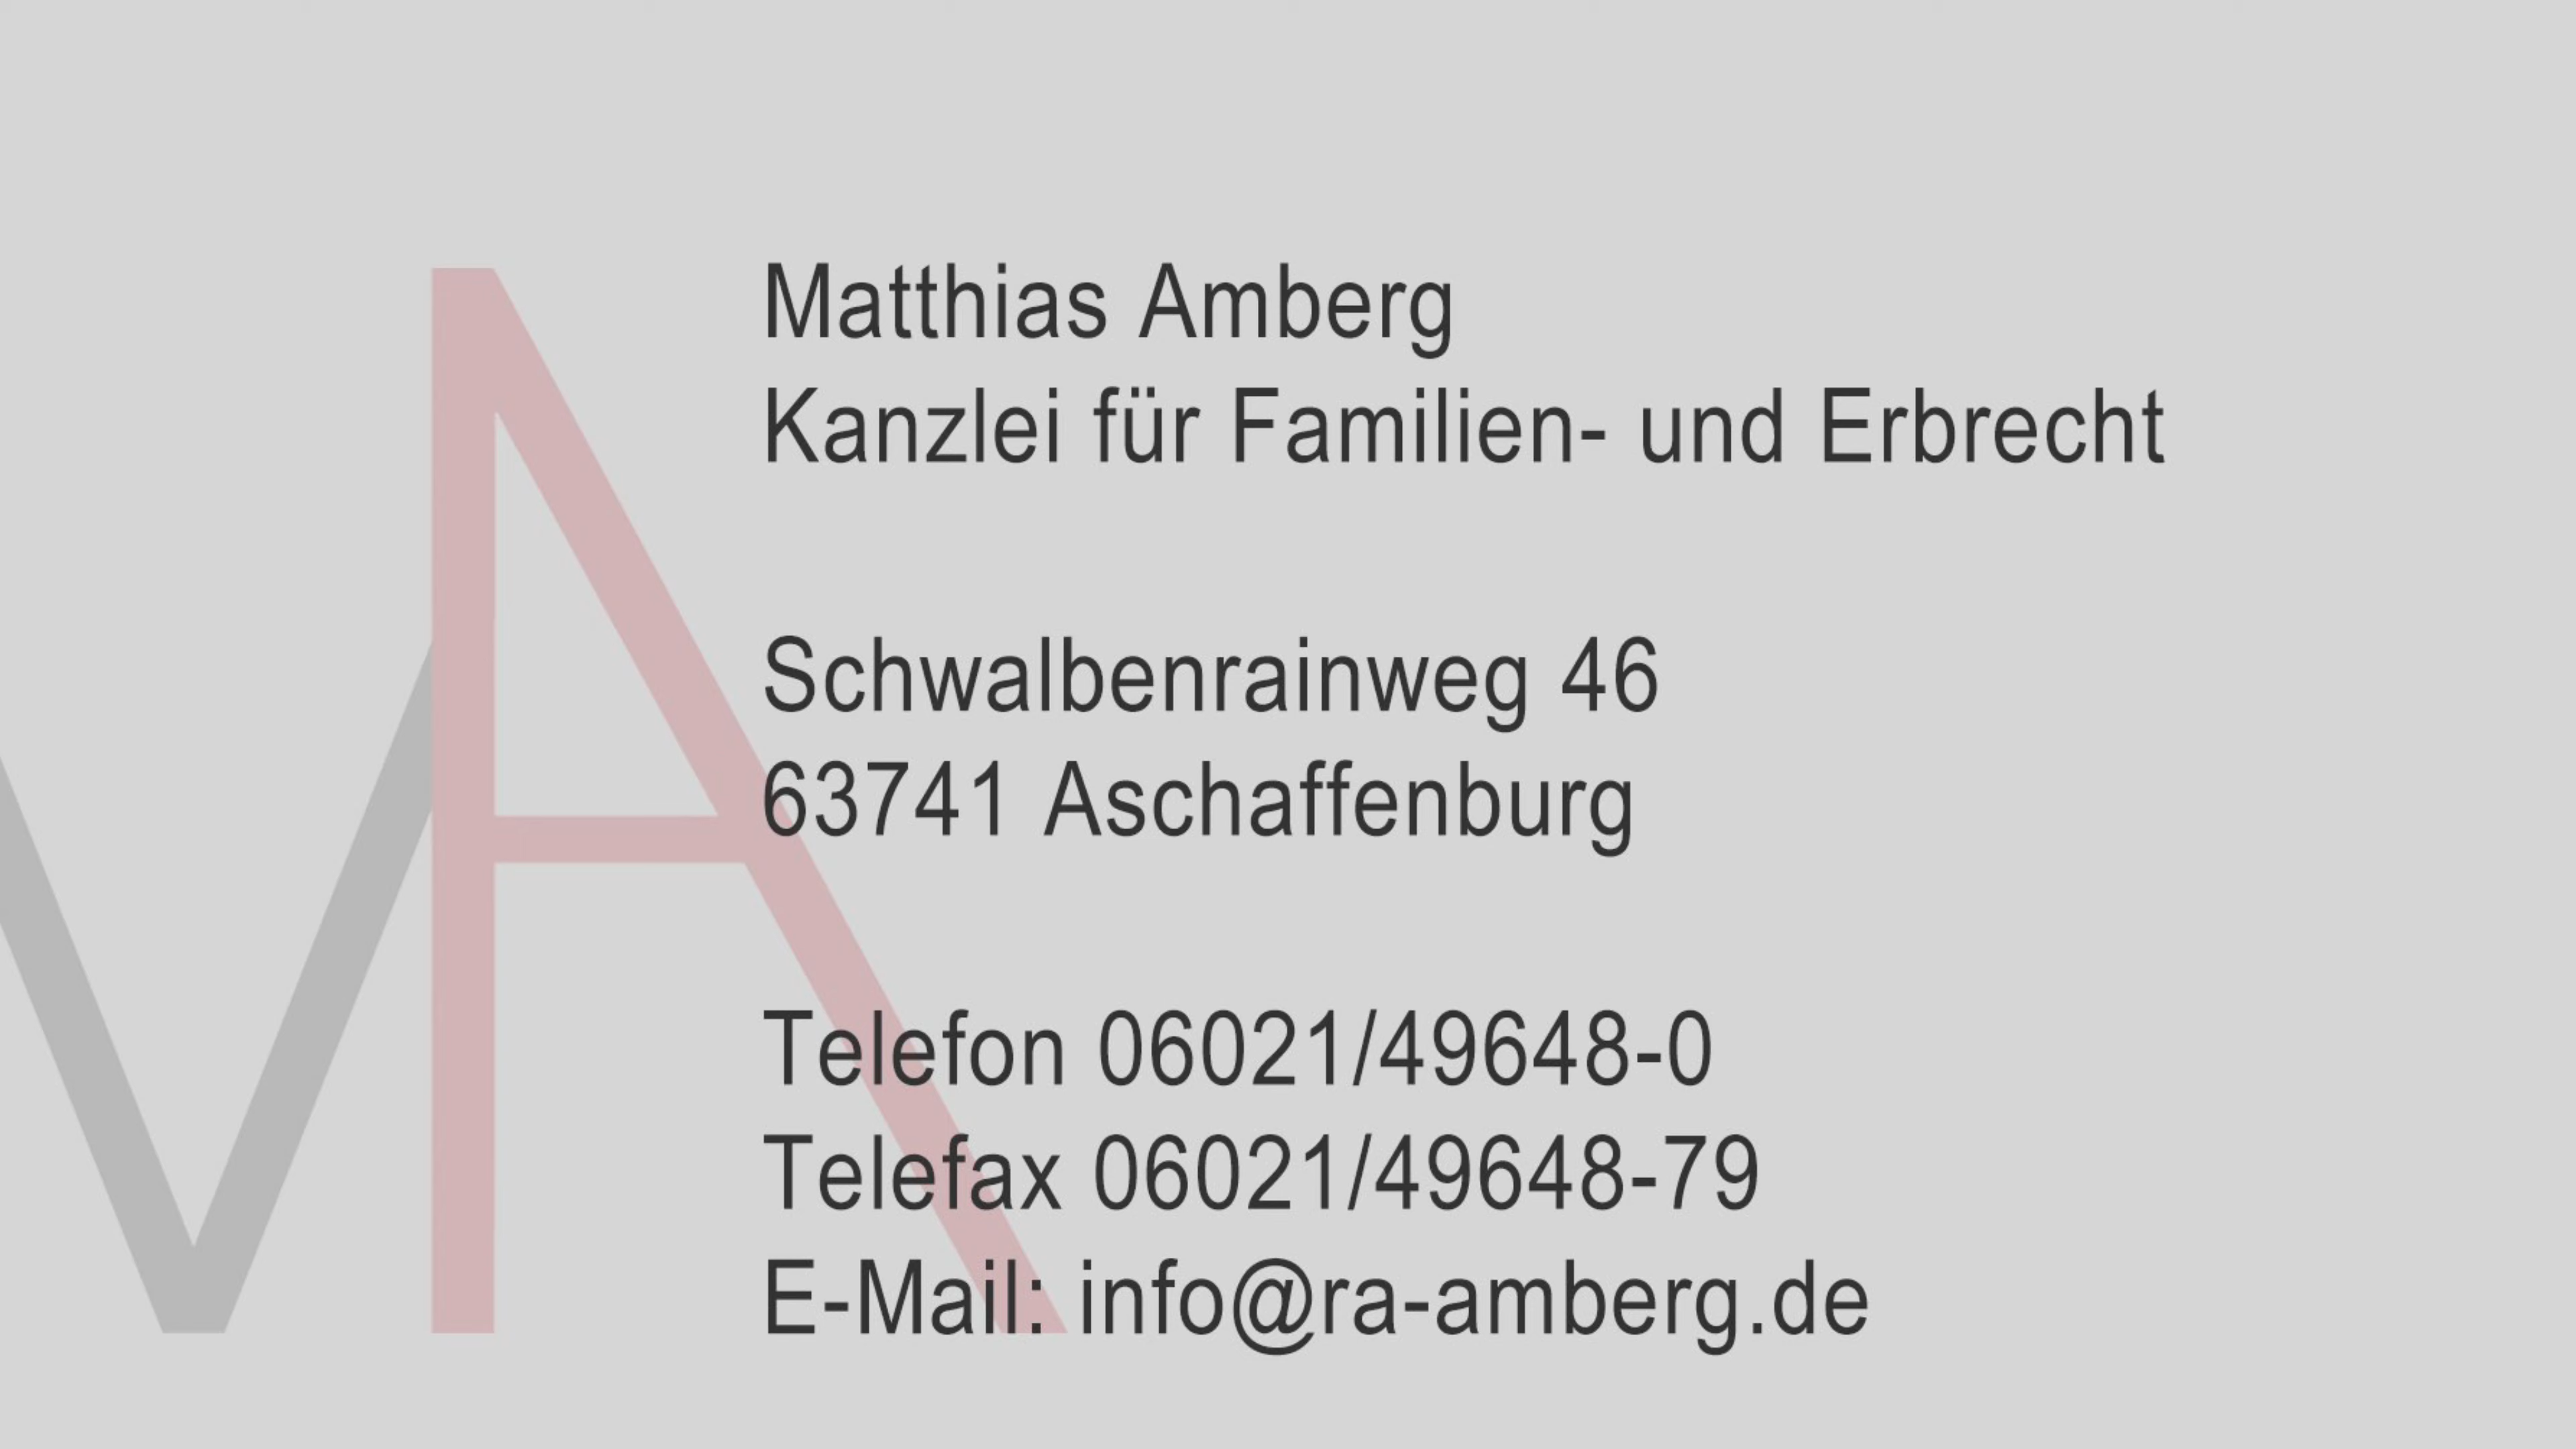 Matthias Amberg
Kanzlei für Familien- und Erbrecht
Schwalbenrainweg 46
63741 Aschaffenburg
Telefon 06021/49648-0
Telefax 06021/49648-79
E-Mail: info@ra-amberg.de